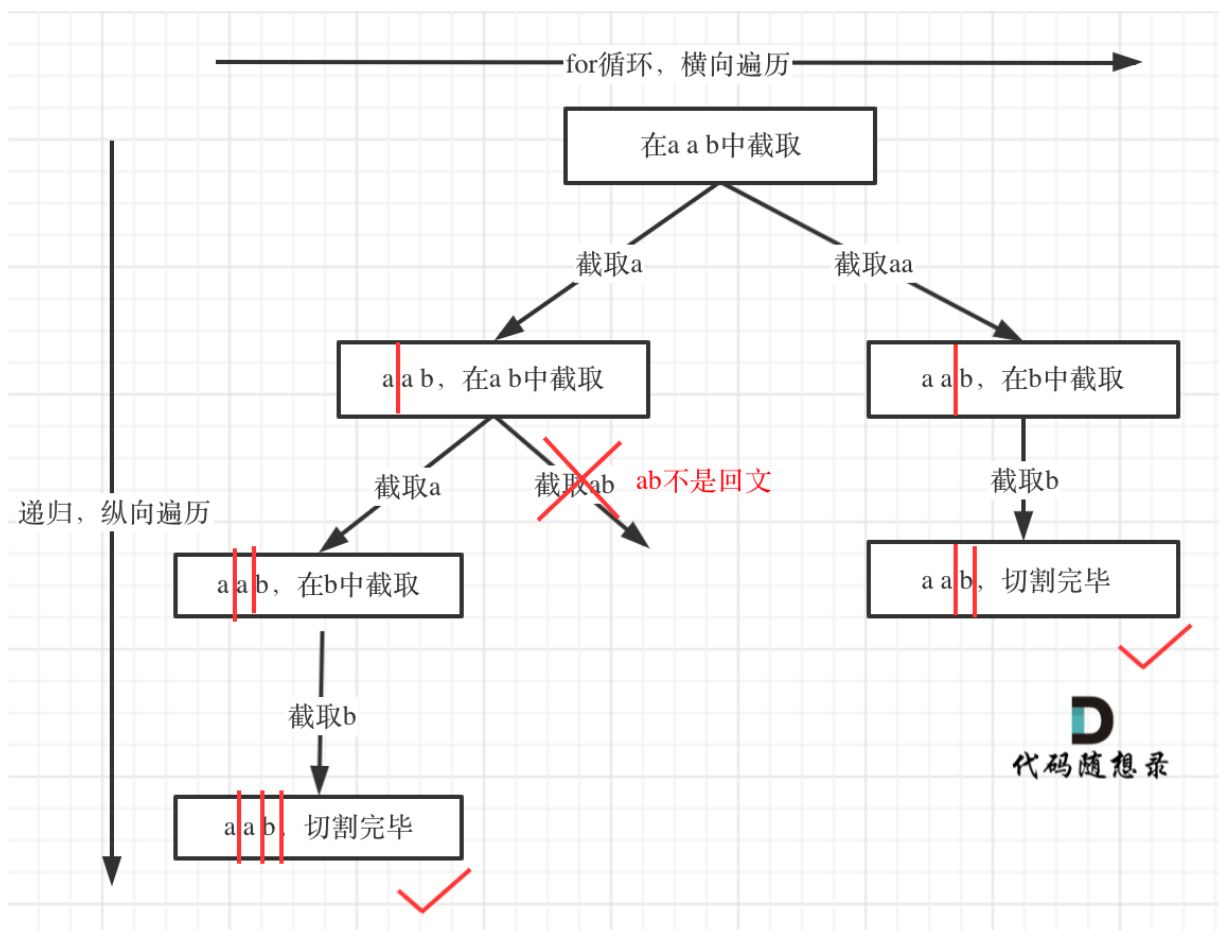 for循环，横向遍历
在a a b中截取
截取a
截取aa
a a b，在a b中截取
a a b，在b中截取
截取a
截取ab
ab不是回文
截取b
递归，纵向遍历
a a b，在b中截取
a a b，切割完毕
截取b
代码随想录
a a b，切割完毕